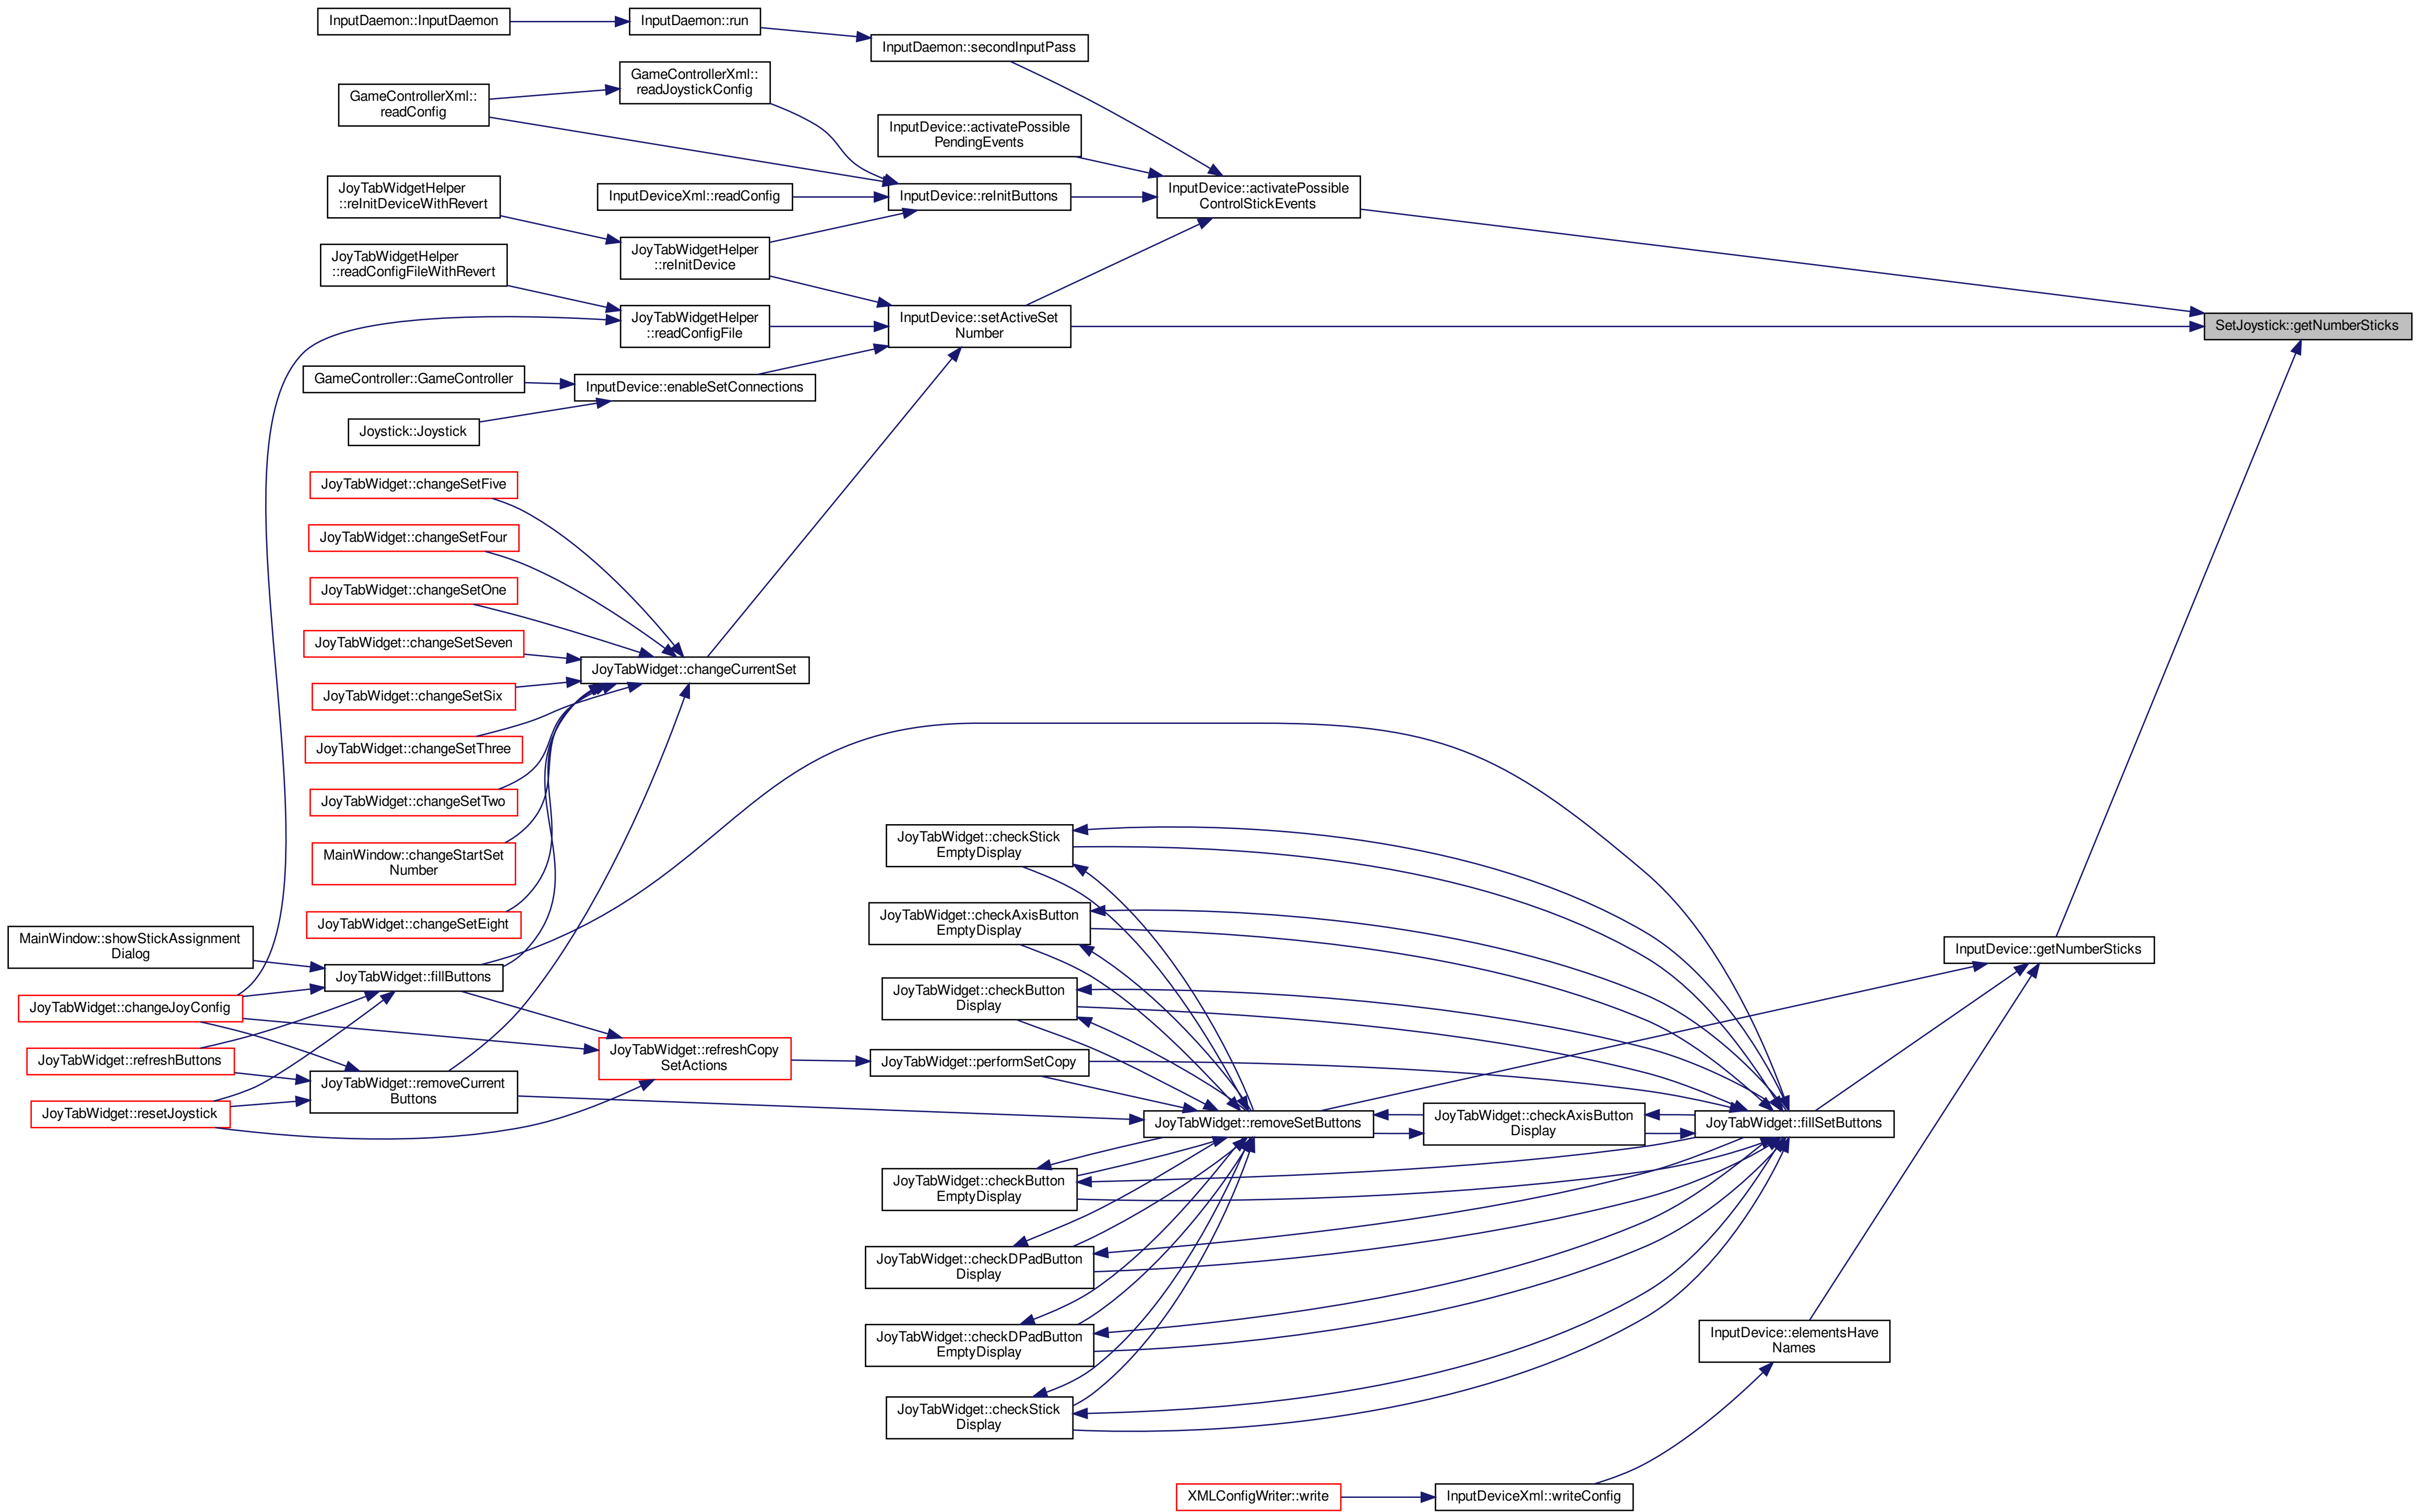 InputDaemon::InputDaemon
InputDaemon::run
InputDaemon::secondInputPass
GameControllerXml::
readJoystickConfig
GameControllerXml::
readConfig
InputDevice::activatePossible
PendingEvents
JoyTabWidgetHelper
::reInitDeviceWithRevert
InputDeviceXml::readConfig
InputDevice::reInitButtons
InputDevice::activatePossible
ControlStickEvents
JoyTabWidgetHelper
::readConfigFileWithRevert
JoyTabWidgetHelper
::reInitDevice
JoyTabWidgetHelper
::readConfigFile
InputDevice::setActiveSet
Number
SetJoystick::getNumberSticks
GameController::GameController
InputDevice::enableSetConnections
Joystick::Joystick
JoyTabWidget::changeSetFive
JoyTabWidget::changeSetFour
JoyTabWidget::changeSetOne
JoyTabWidget::changeSetSeven
JoyTabWidget::changeCurrentSet
JoyTabWidget::changeSetSix
JoyTabWidget::changeSetThree
JoyTabWidget::changeSetTwo
MainWindow::changeStartSet
Number
JoyTabWidget::changeSetEight
JoyTabWidget::checkStick
EmptyDisplay
JoyTabWidget::checkAxisButton
EmptyDisplay
MainWindow::showStickAssignment
Dialog
JoyTabWidget::fillButtons
InputDevice::getNumberSticks
JoyTabWidget::checkButton
Display
JoyTabWidget::changeJoyConfig
JoyTabWidget::refreshButtons
JoyTabWidget::refreshCopy
SetActions
JoyTabWidget::performSetCopy
JoyTabWidget::removeCurrent
Buttons
JoyTabWidget::resetJoystick
JoyTabWidget::removeSetButtons
JoyTabWidget::checkAxisButton
Display
JoyTabWidget::fillSetButtons
JoyTabWidget::checkButton
EmptyDisplay
JoyTabWidget::checkDPadButton
Display
JoyTabWidget::checkDPadButton
EmptyDisplay
InputDevice::elementsHave
Names
JoyTabWidget::checkStick
Display
XMLConfigWriter::write
InputDeviceXml::writeConfig